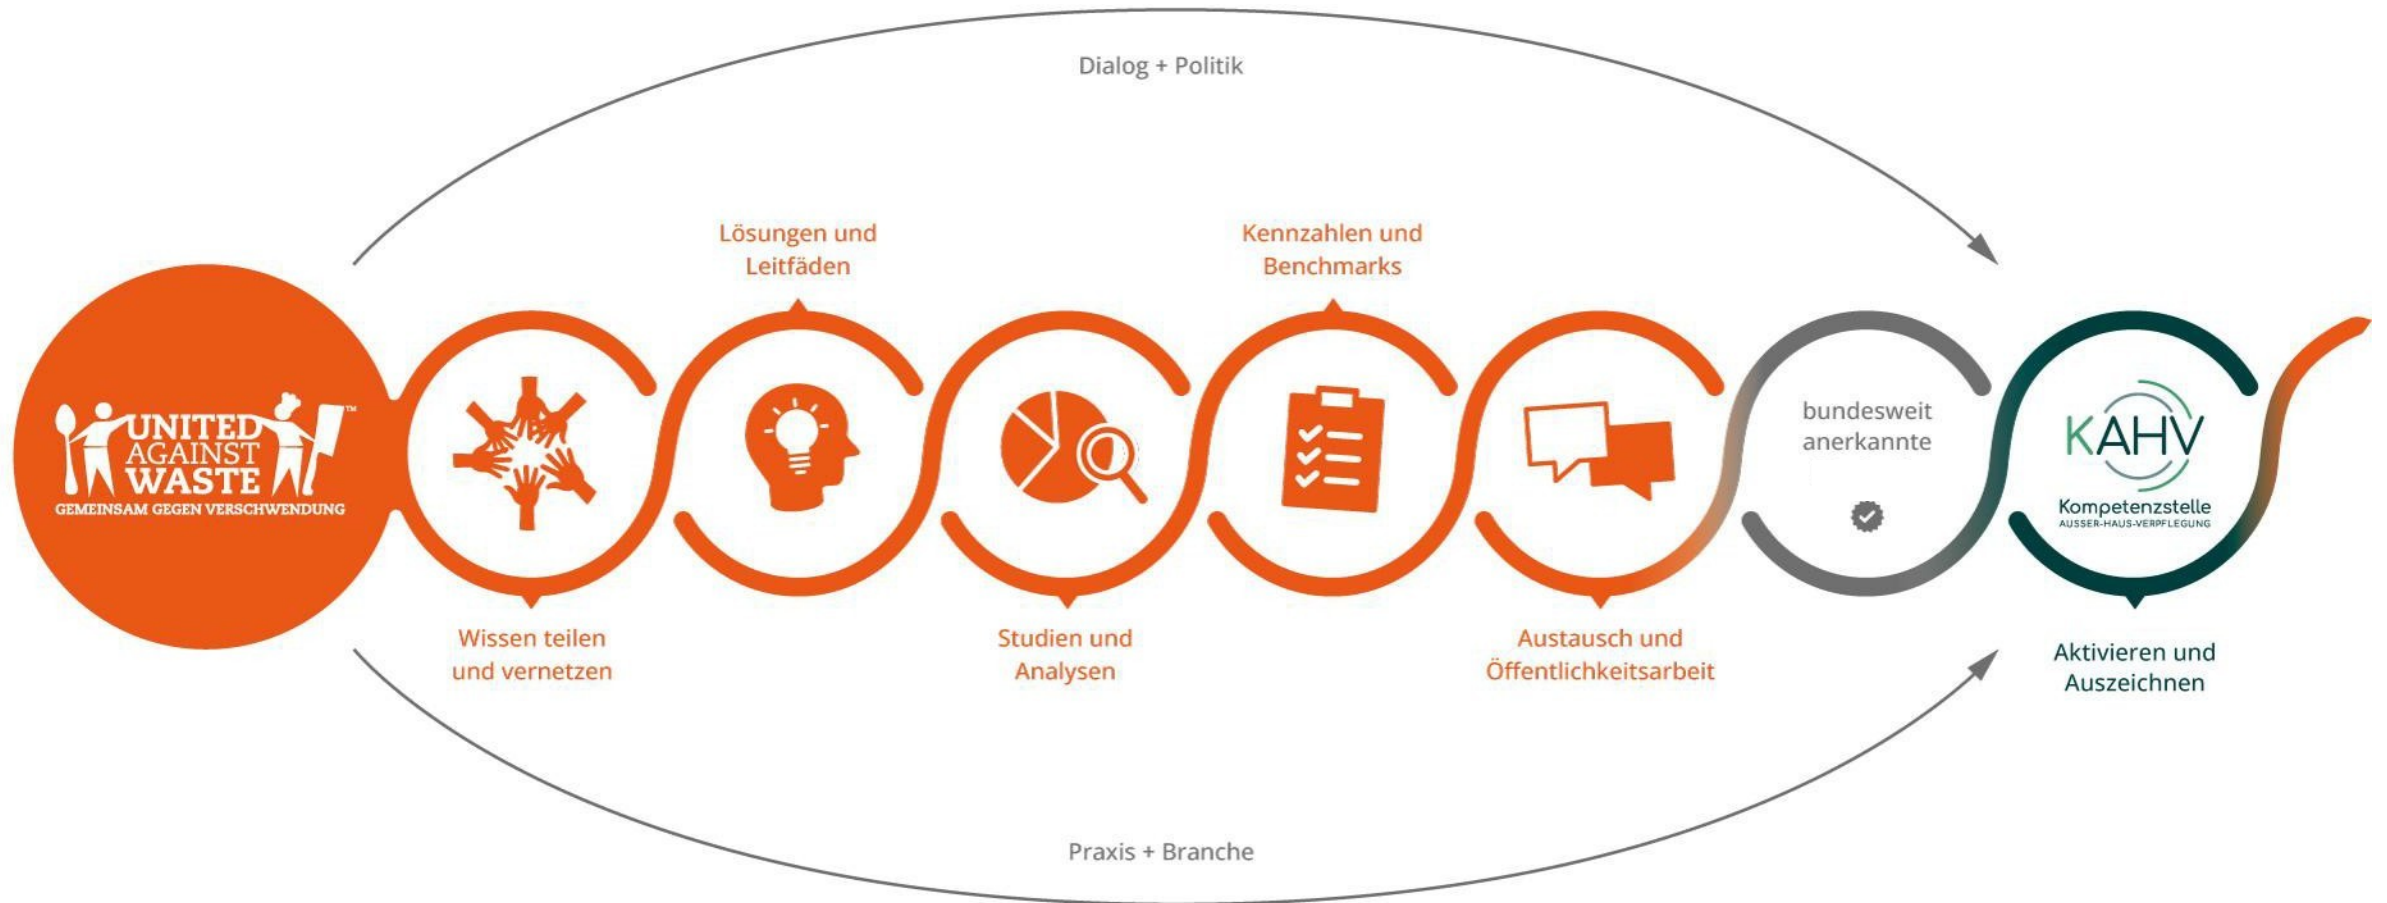 Dialog + Politik
UNITED
AGAINST
WASTE
™
GEMEINSAM GEGEN VERSCHWENDUNG
Wissen teilen
und vernetzen
Lösungen und
Leitfäden
Studien und
Analysen
Kennzahlen und
Benchmarks
Austausch und
Öffentlichkeitsarbeit
bundesweit
anerkannte
KAHV
Kompetenzstelle
AUSSER-HAUS-VERPFLEGUNG
Aktivieren und
Auszeichnen
Praxis + Branche